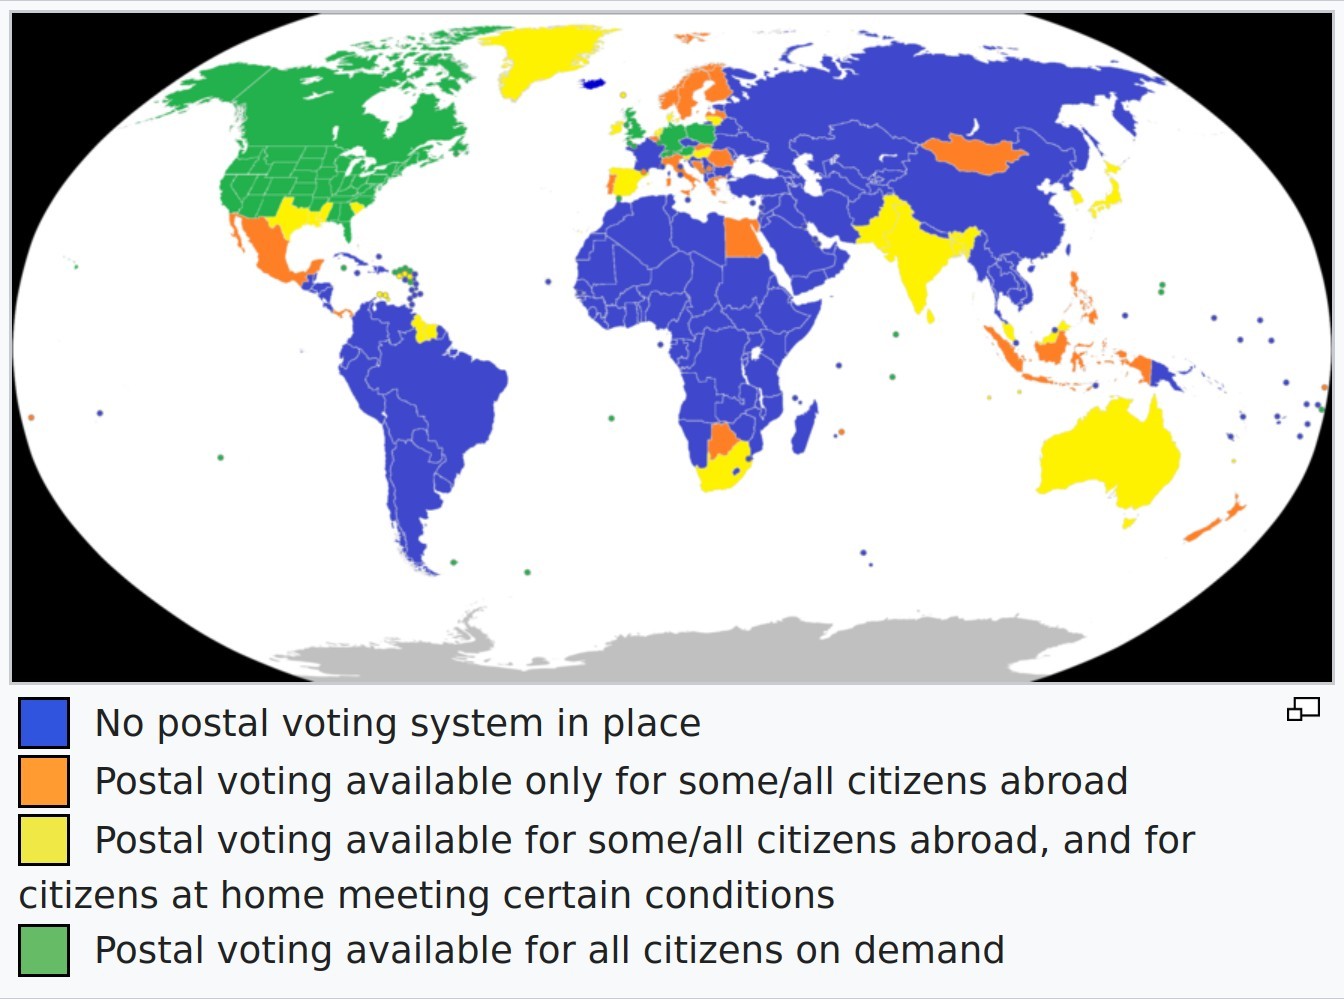 No postal voting system in place
Postal voting available only for some/all citizens abroad
Postal voting available for some/all citizens abroad, and for
citizens at home meeting certain conditions
Postal voting available for all citizens on demand